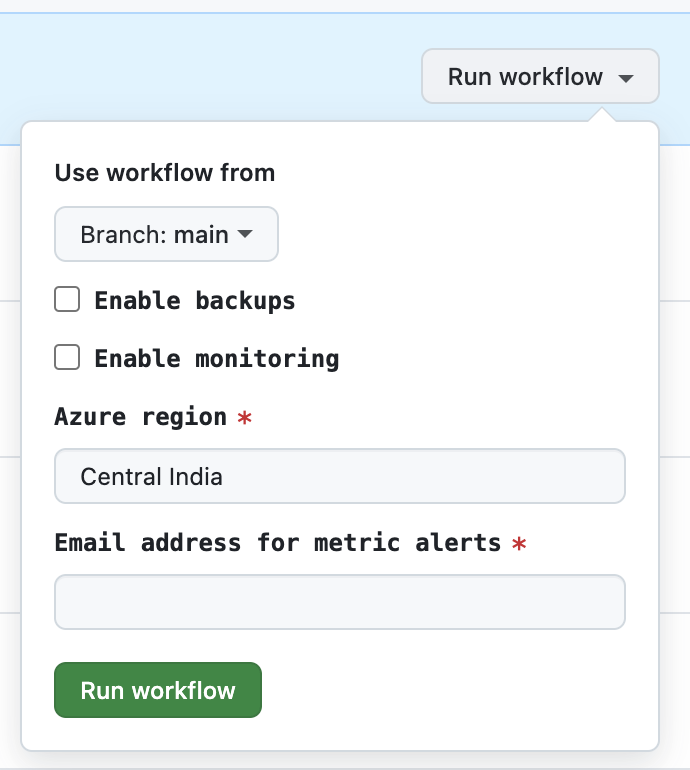 Run workflow
Use workflow from
Branch: main
Enable backups
Enable monitoring
Azure region *
Central India
Email address for metric alerts *
Run workflow